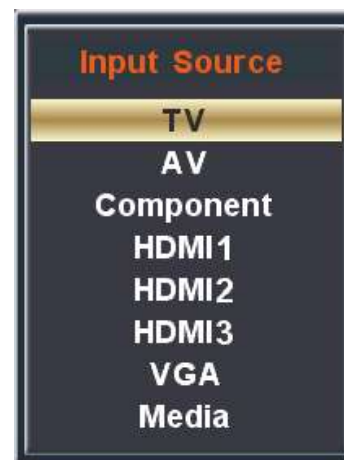 Input Source
TV
AV
Component
HDMI1
HDMI2
HDMI3
VGA
Media